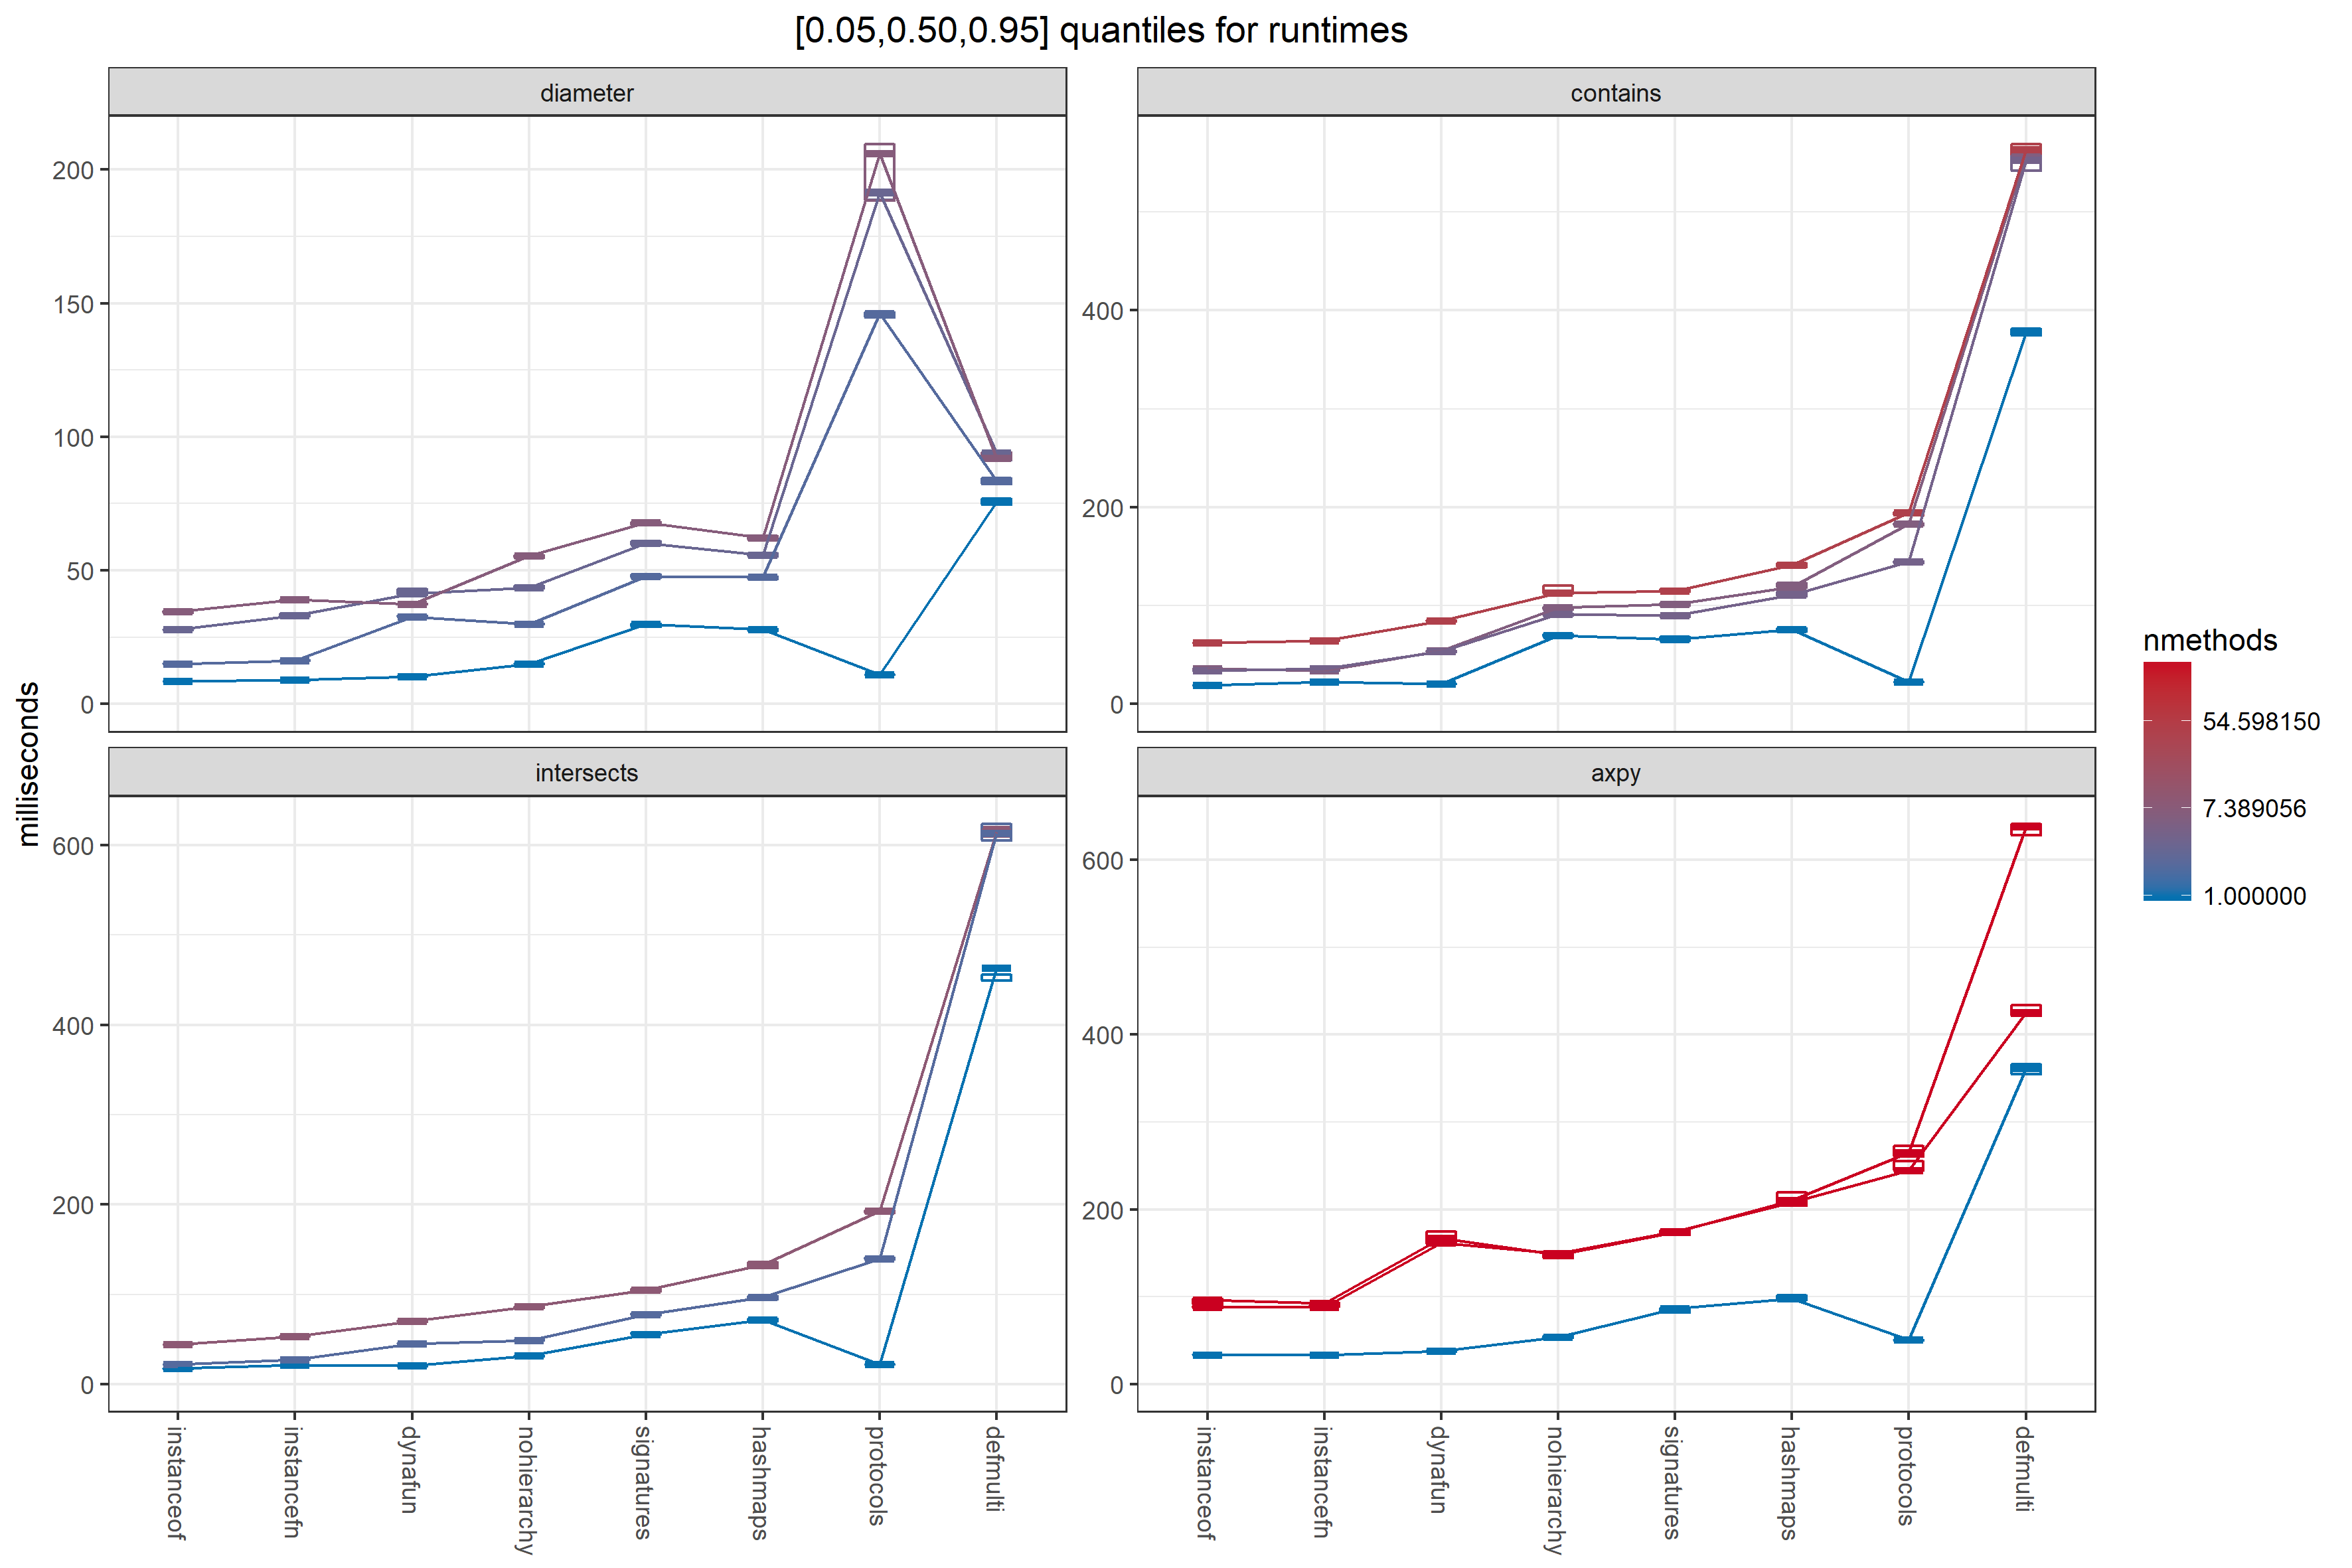 [0.05,0.50,0.95] quantiles for runtimes
diameter
contains
200
150
100
50
0
400
200
0
milliseconds
intersects
axpy
600
400
200
0
600
400
200
0
instanceof
instancefn
dynafun
nohierarchy
signatures
hashmaps
protocols
defmulti
instanceof
instancefn
dynafun
nohierarchy
signatures
hashmaps
protocols
defmulti
nmethods
54.598150
7.389056
1.000000